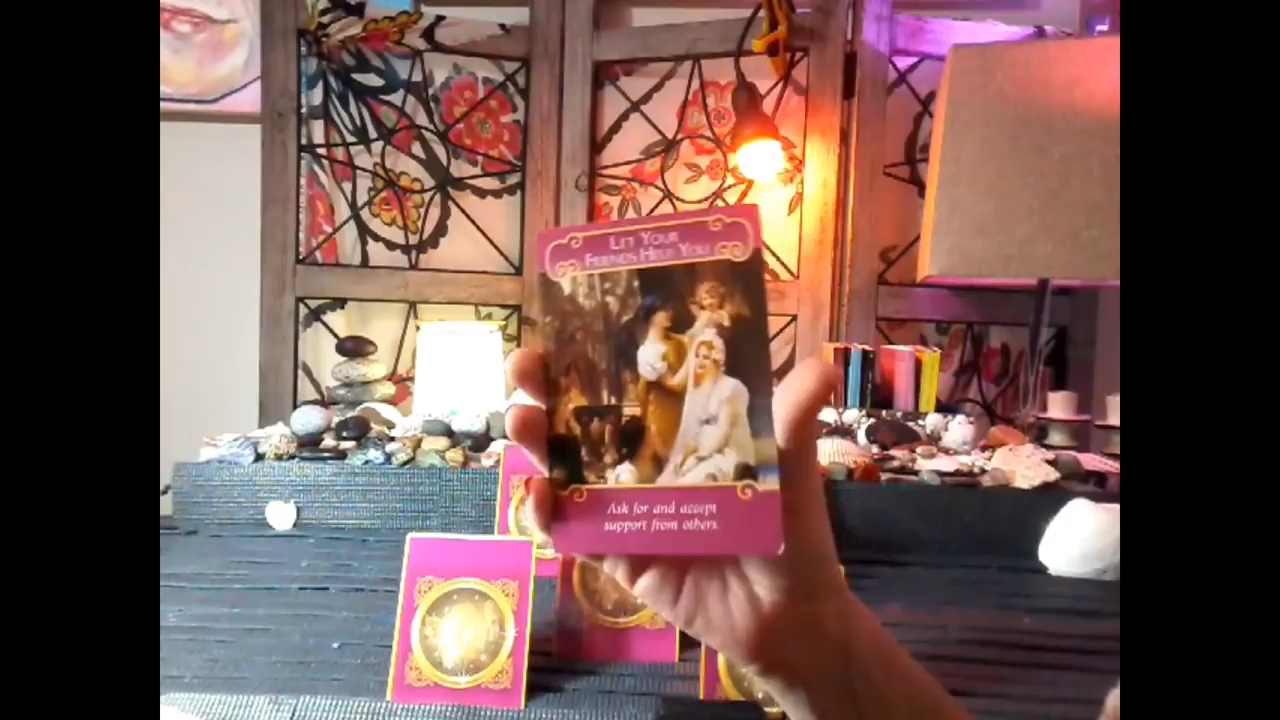 Let Your
Friends Help You
Ask for and accept
support from others.